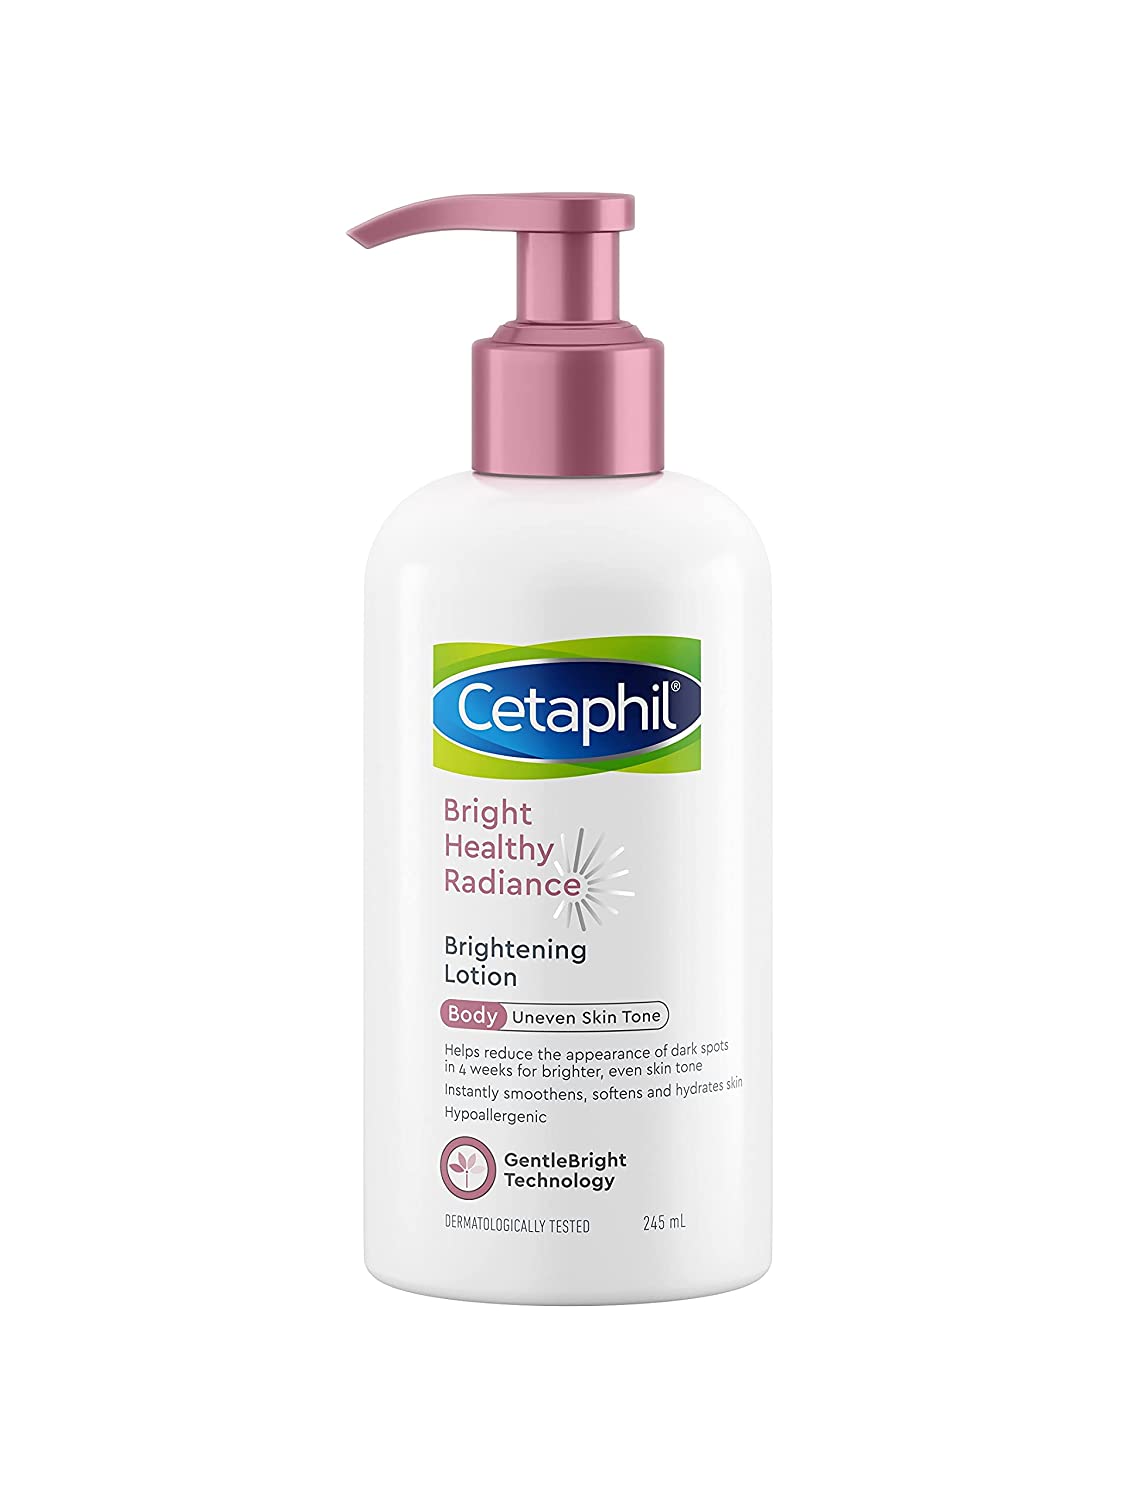 Cetaphil®
Bright
Healthy
Radiance
Brightening
Lotion
Body Uneven Skin Tone
Helps reduce the appearance of dark spots
in 4 weeks for brighter, even skin tone
Instantly smoothens, softens and hydrates skin
Hypoallergenic
GentleBright
Technology
DERMATOLOGICALLY TESTED 245 mL